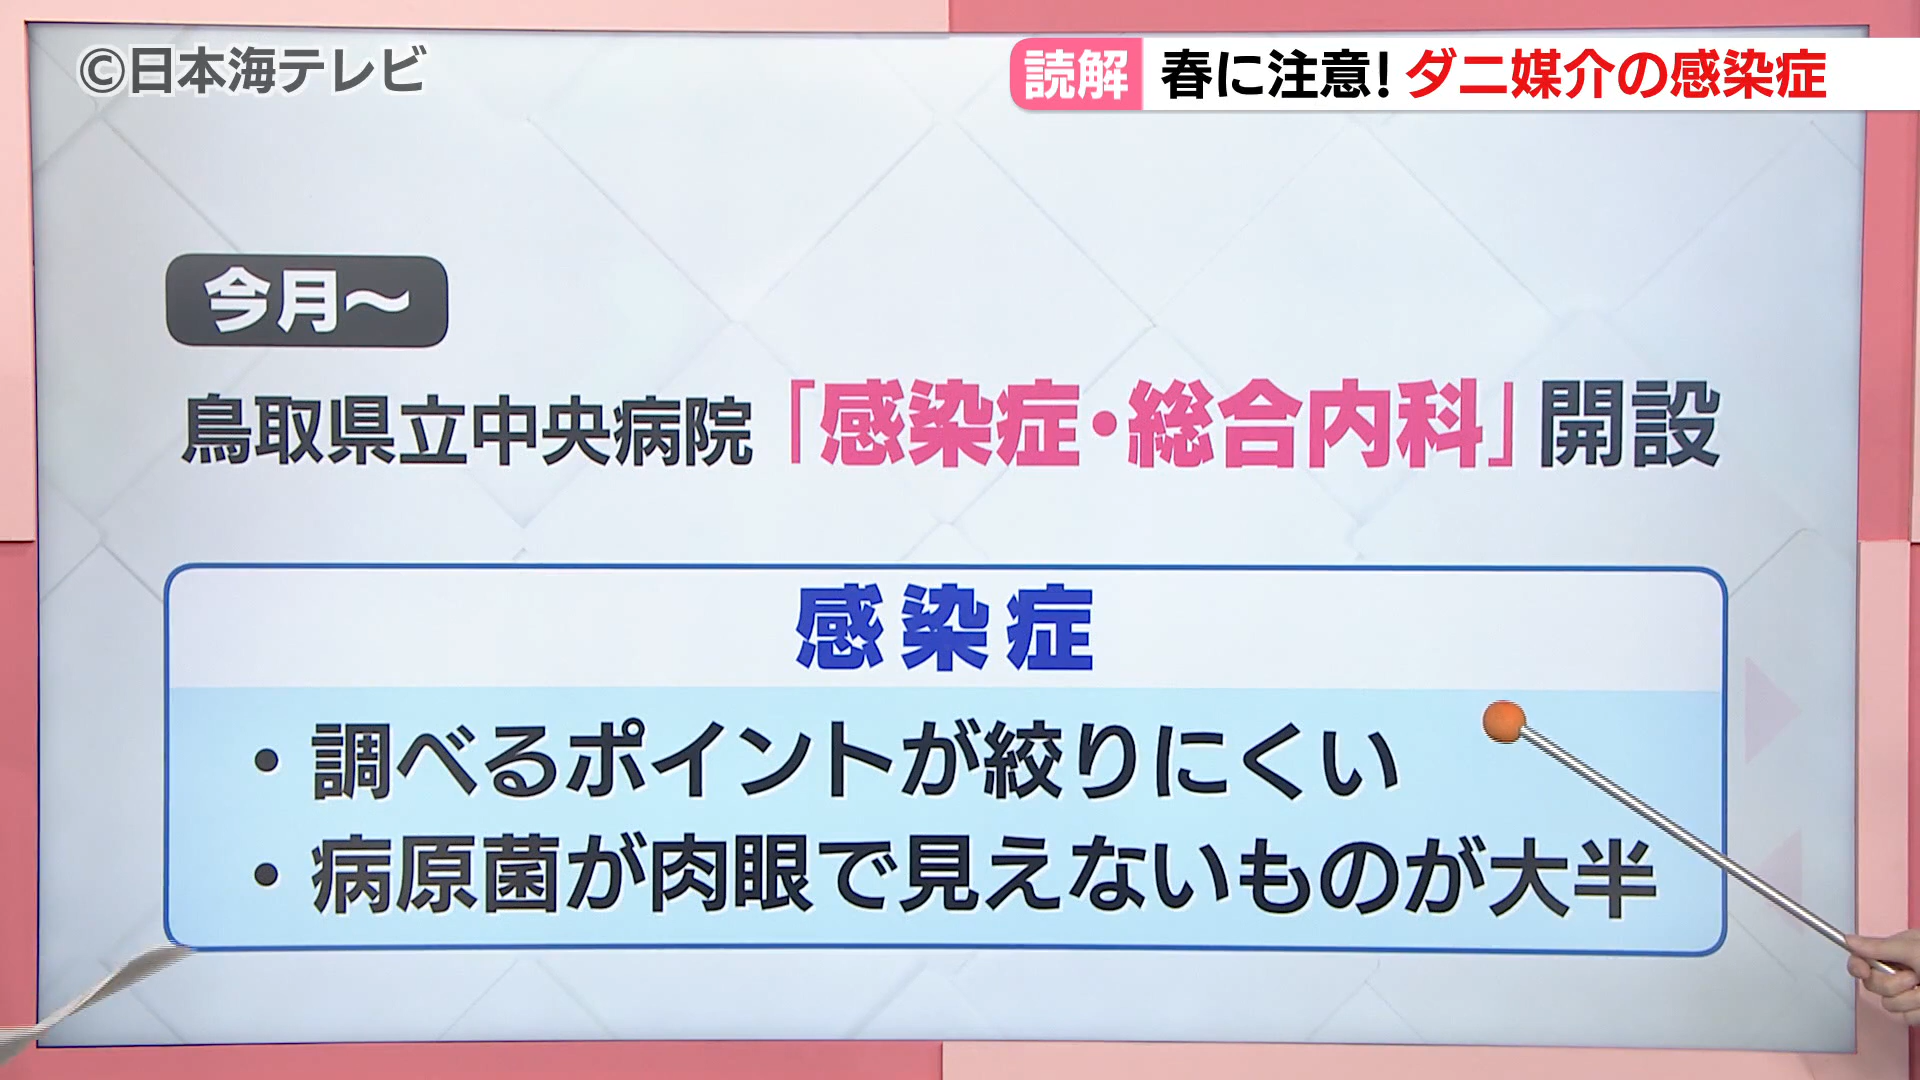 ©日本海テレビ
読解 春に注意！ダニ媒介の感染症
今月～
鳥取県立中央病院「感染症・総合内科」開設
感染症
・調べるポイントが絞りにくい
・病原菌が肉眼で見えないものが大半